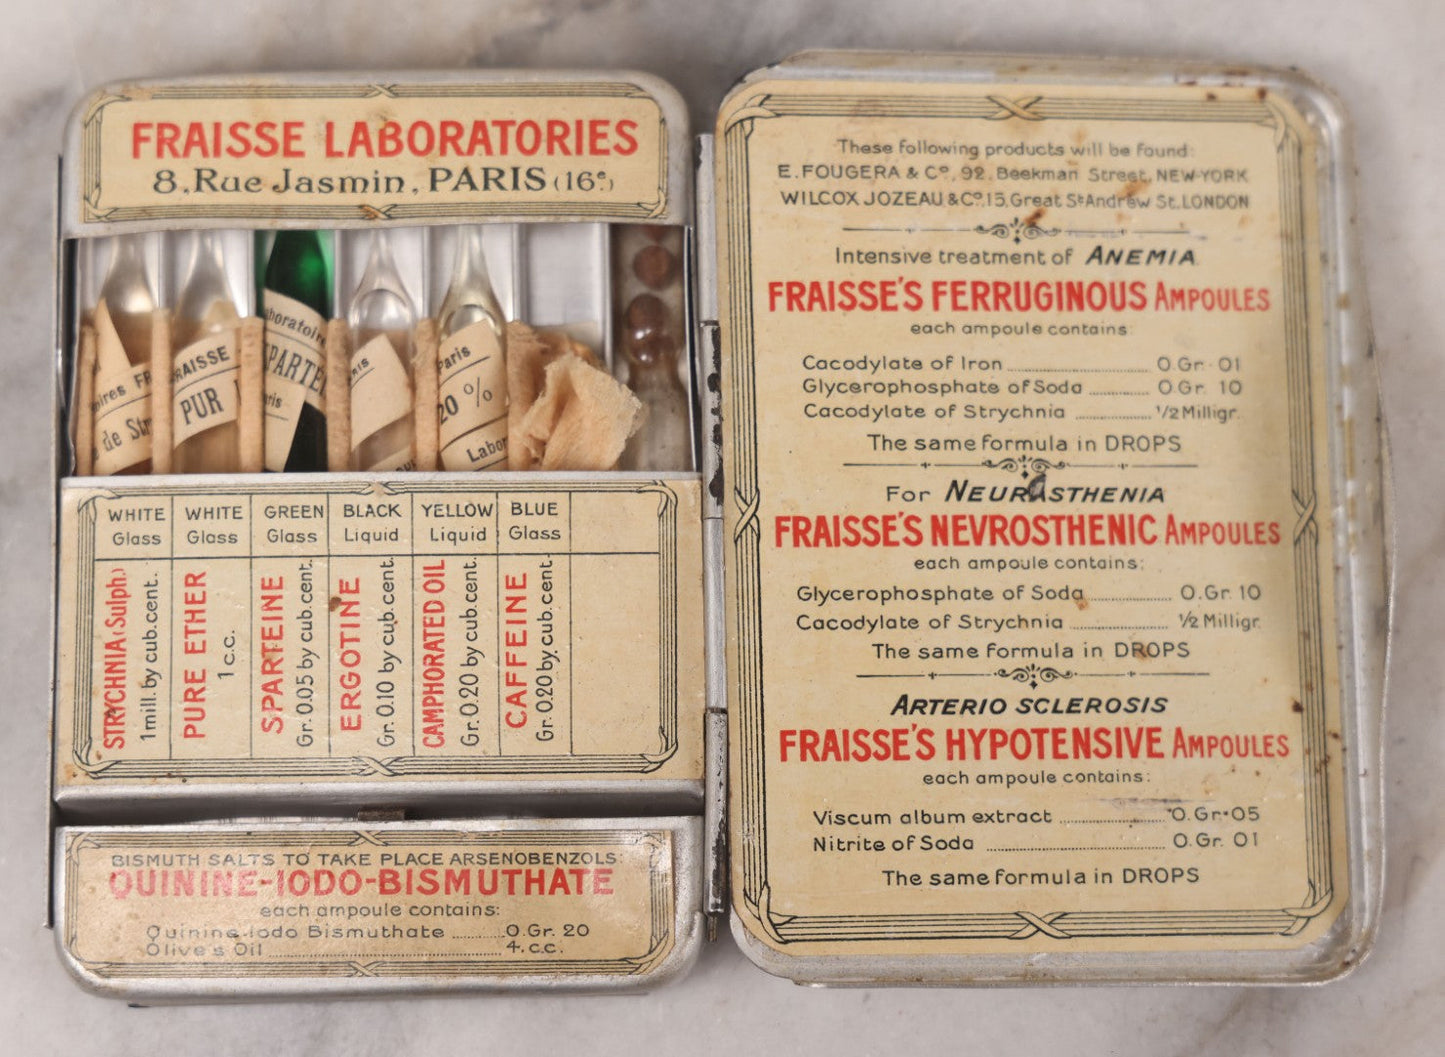 FRAISSE LABORATORIES
8, Rue Jasmin, PARIS (16e)
FRAISSE
PUR
Paris
20 %
WHITE Glass
WHITE Glass
GREEN Glass
BLACK Liquid
YELLOW Liquid
BLUE Glass
STRYCHNIA (Sulph.)
1 mill. by cub.cent.
PURE ETHER
1 c.c.
SPARTEINE
Gr. 0.05 by cub.cent.
ERGOTINE
Gr. 0.10 by cub.cent.
CAMPHORATED OIL
Gr. 0.20 by cub.cent.
CAFFEINE
Gr. 0.20 by cub.cent.
BISMUTH SALTS TO TAKE PLACE ARSENOBENZOLS:
QUININE-IODO-BISMUTHATE
each ampoule contains:
Quinine-Iodo Bismuthate ........ 0.Gr. 20
Olive's Oil ........ 4. c.c.
These following products will be found:
E. FOUGERA & Co, 92, Beekman Street, NEW-YORK
WILCOX JOZEAU & Co. 15, Great St Andrew St. LONDON
Intensive treatment of ANEMIA
FRAISSE'S FERRUGINOUS AMPOULES
each ampoule contains:
Cacodylate of Iron ........ 0 Gr. 01
Glycerophosphate of Soda ........ 0 Gr. 10
Cacodylate of Strychnia ........ 1/2 Milligr.
The same formula in DROPS
For NEURASTHENIA
FRAISSE'S NEVROSTHENIC AMPOULES
each ampoule contains:
Glycerophosphate of Soda ........ 0.Gr. 10
Cacodylate of Strychnia ........ 1/2 Milligr.
The same formula in DROPS
ARTERIO SCLEROSIS
FRAISSE'S HYPOTENSIVE AMPOULES
each ampoule contains:
Viscum album extract ........ 0.Gr.05
Nitrite of Soda ........ 0.Gr. 01
The same formula in DROPS